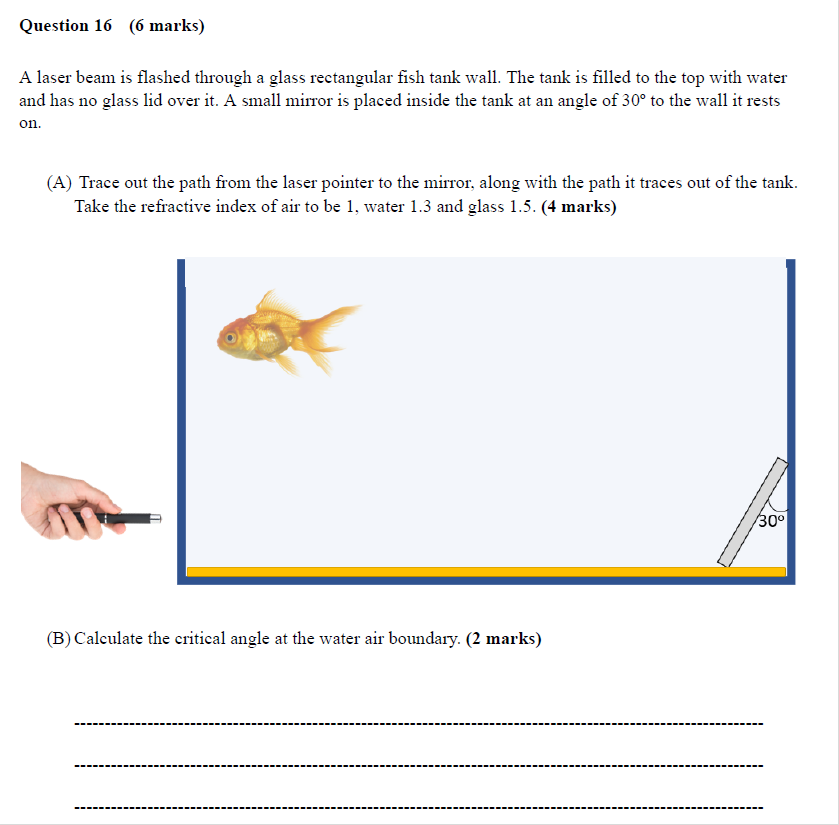 Question 16 (6 marks)
A laser beam is flashed through a glass rectangular fish tank wall. The tank is filled to the top with water
and has no glass lid over it. A small mirror is placed inside the tank at an angle of 30º to the wall it rests
on.
(A) Trace out the path from the laser pointer to the mirror, along with the path it traces out of the tank.
Take the refractive index of air to be 1, water 1.3 and glass 1.5. (4 marks)
30º
(B) Calculate the critical angle at the water air boundary. (2 marks)